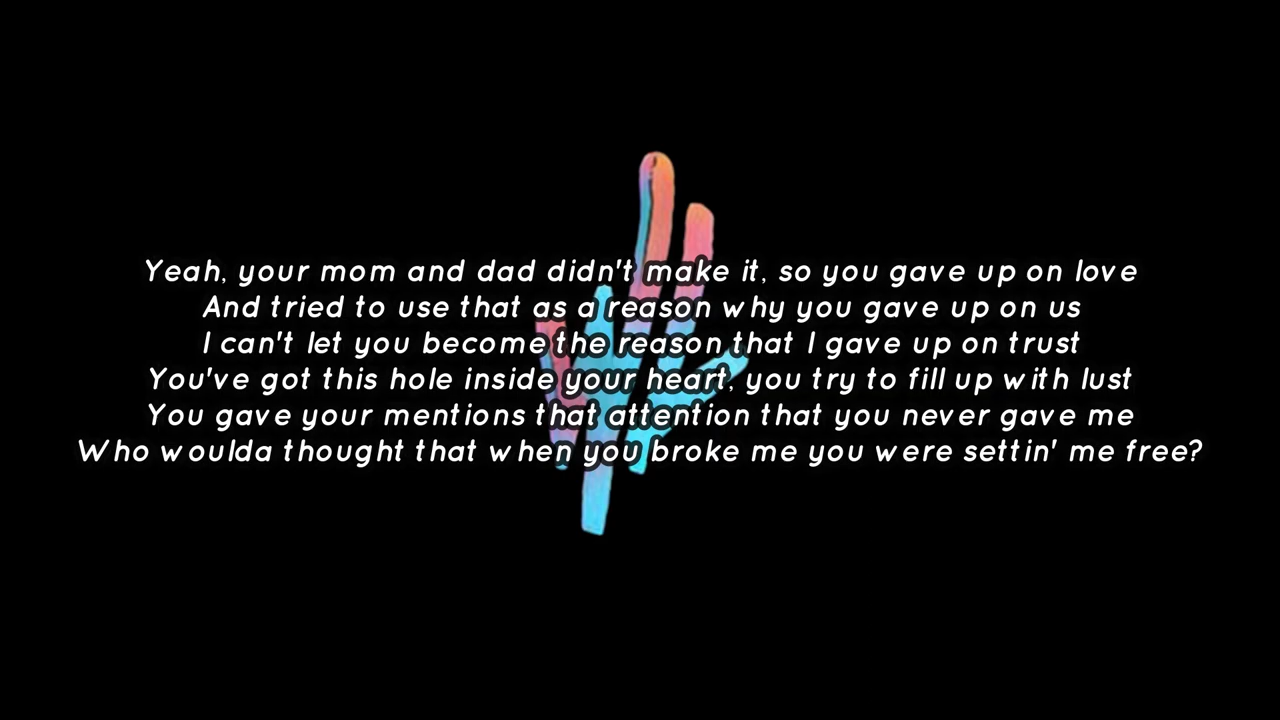 Yeah, your mom and dad didn't make it, so you gave up on love
And tried to use that as a reason why you gave up on us
I can't let you become the reason that I gave up on trust
You've got this hole inside your heart, you try to fill up with lust
You gave your mentions that attention that you never gave me
Who woulda thought that when you broke me you were settin' me free?